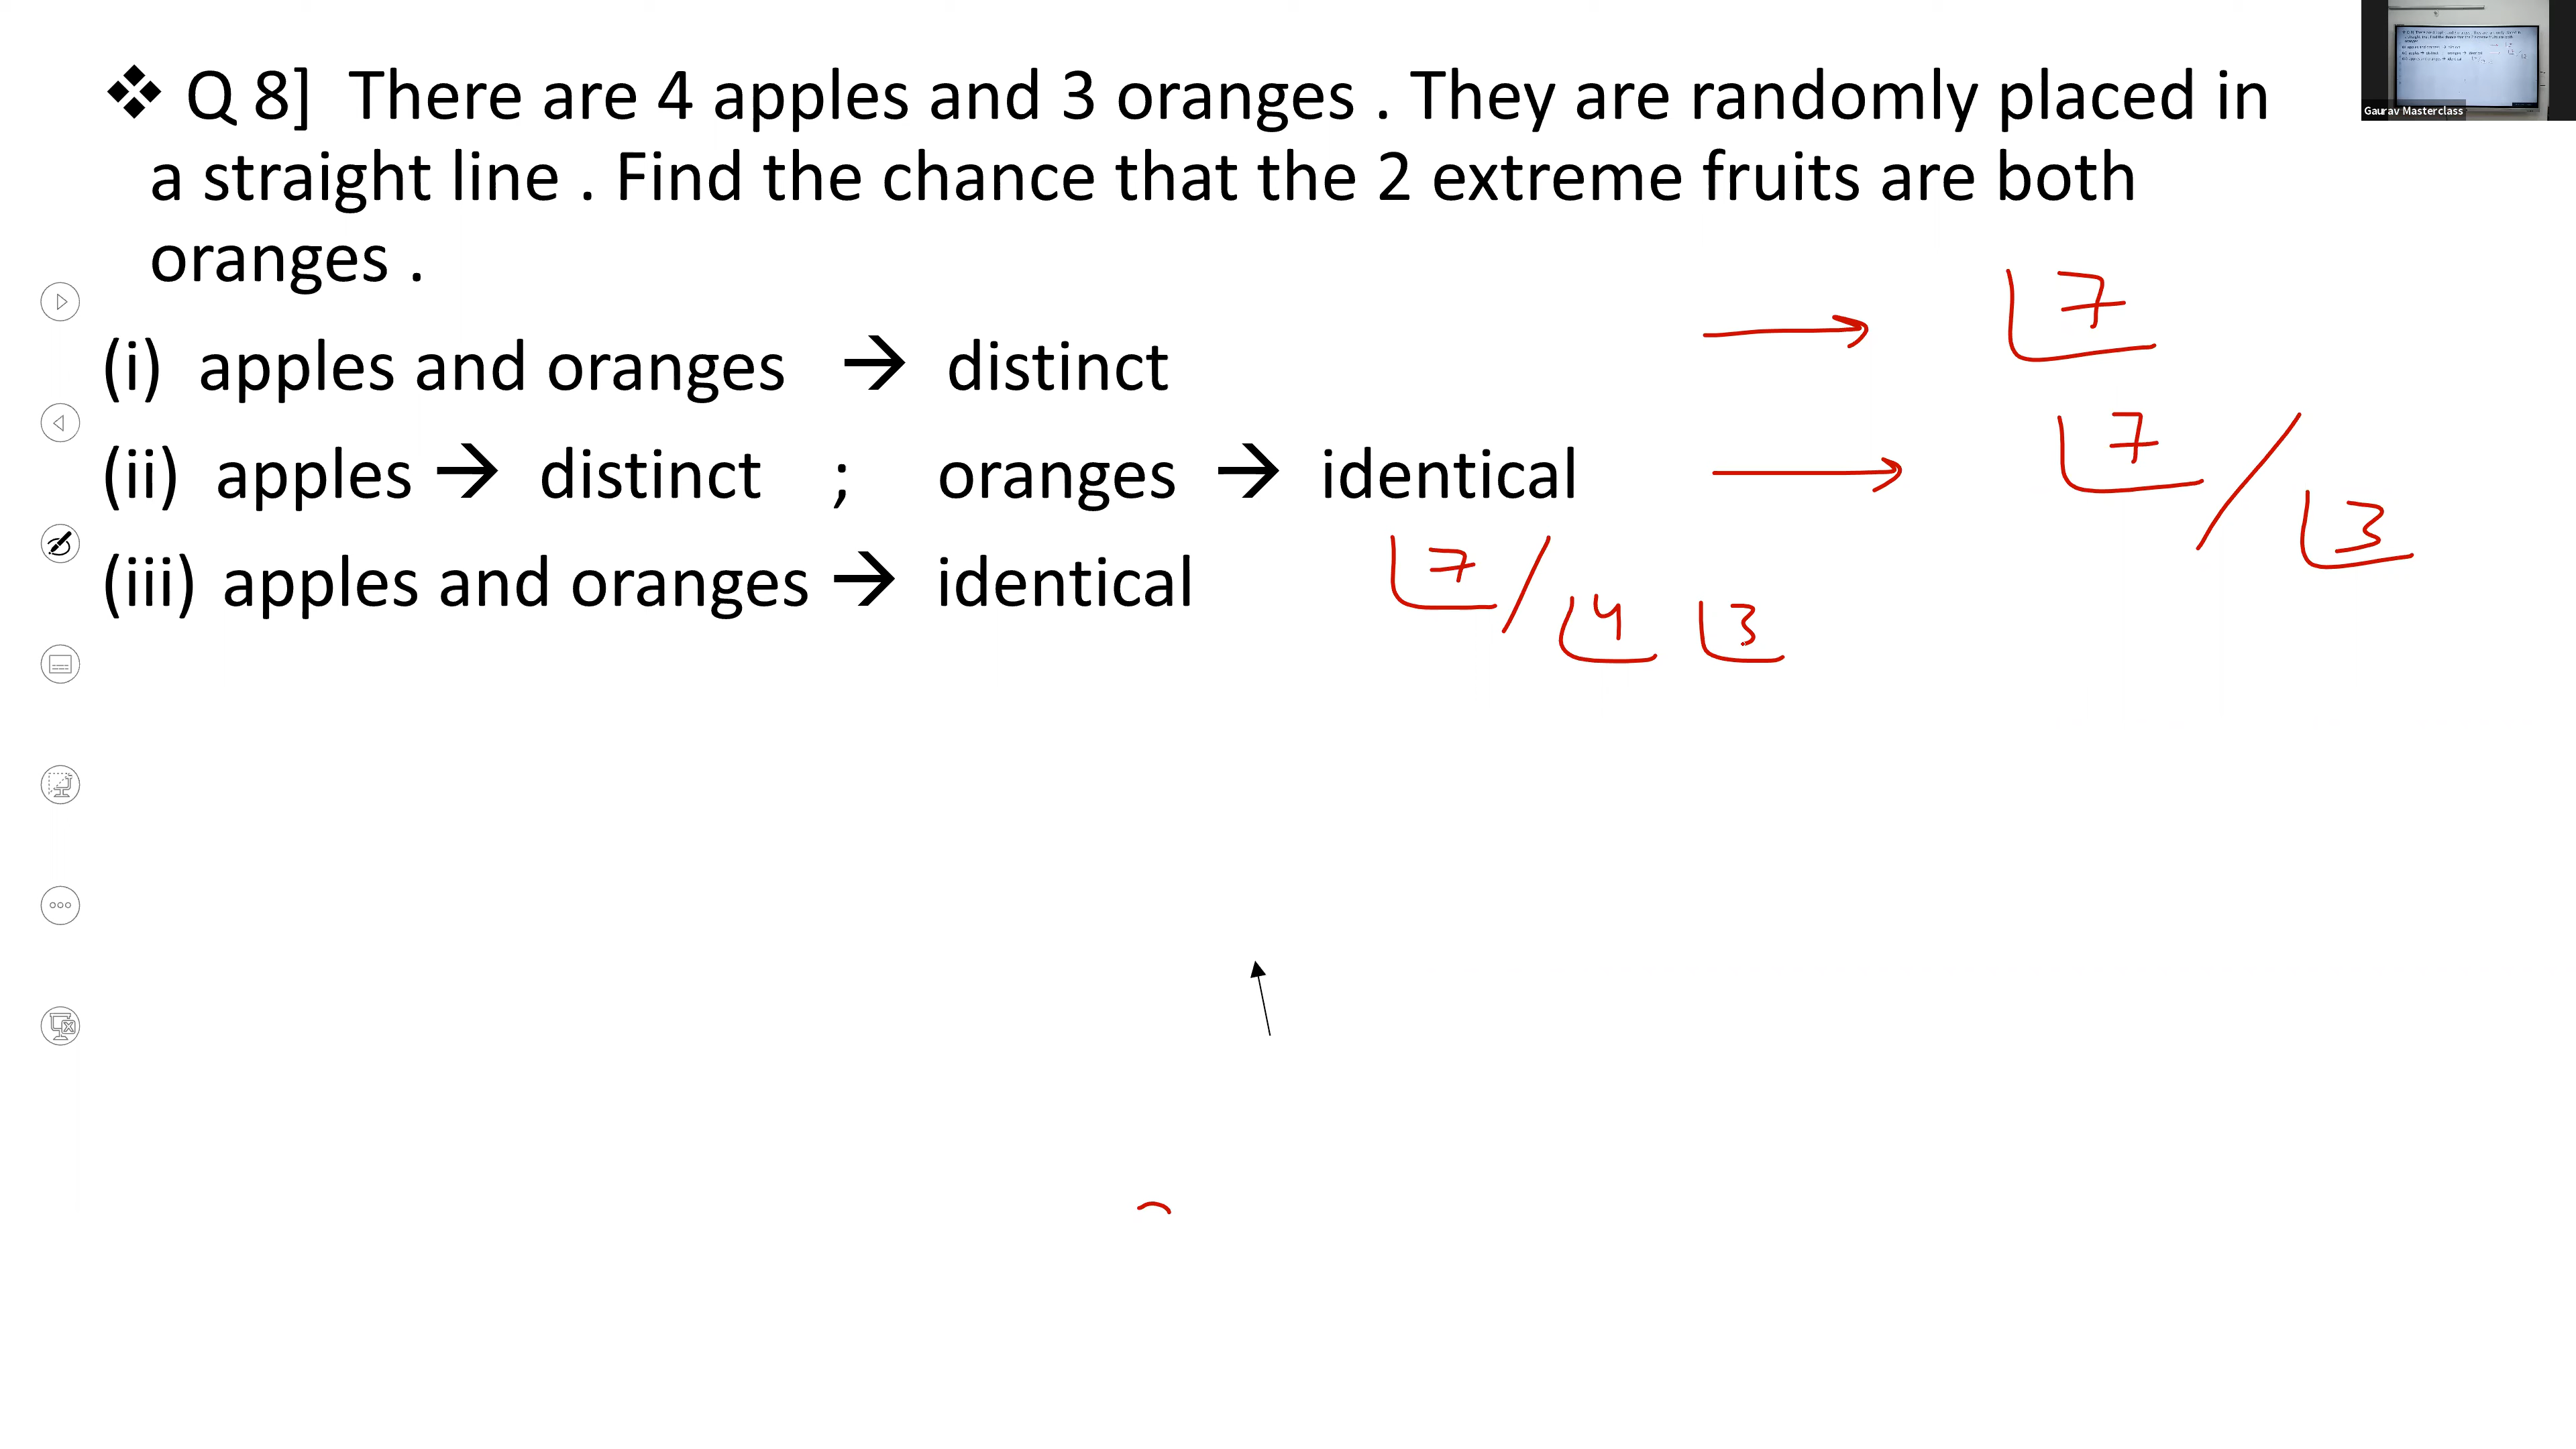 ❖ Q 8] There are 4 apples and 3 oranges . They are randomly placed in
a straight line . Find the chance that the 2 extreme fruits are both
oranges .
(i) apples and oranges → distinct → ⌊7
(ii) apples → distinct ; oranges → identical → ⌊7 / ⌊3
(iii) apples and oranges → identical ⌊7 / ⌊4 ⌊3
Gaurav Masterclass